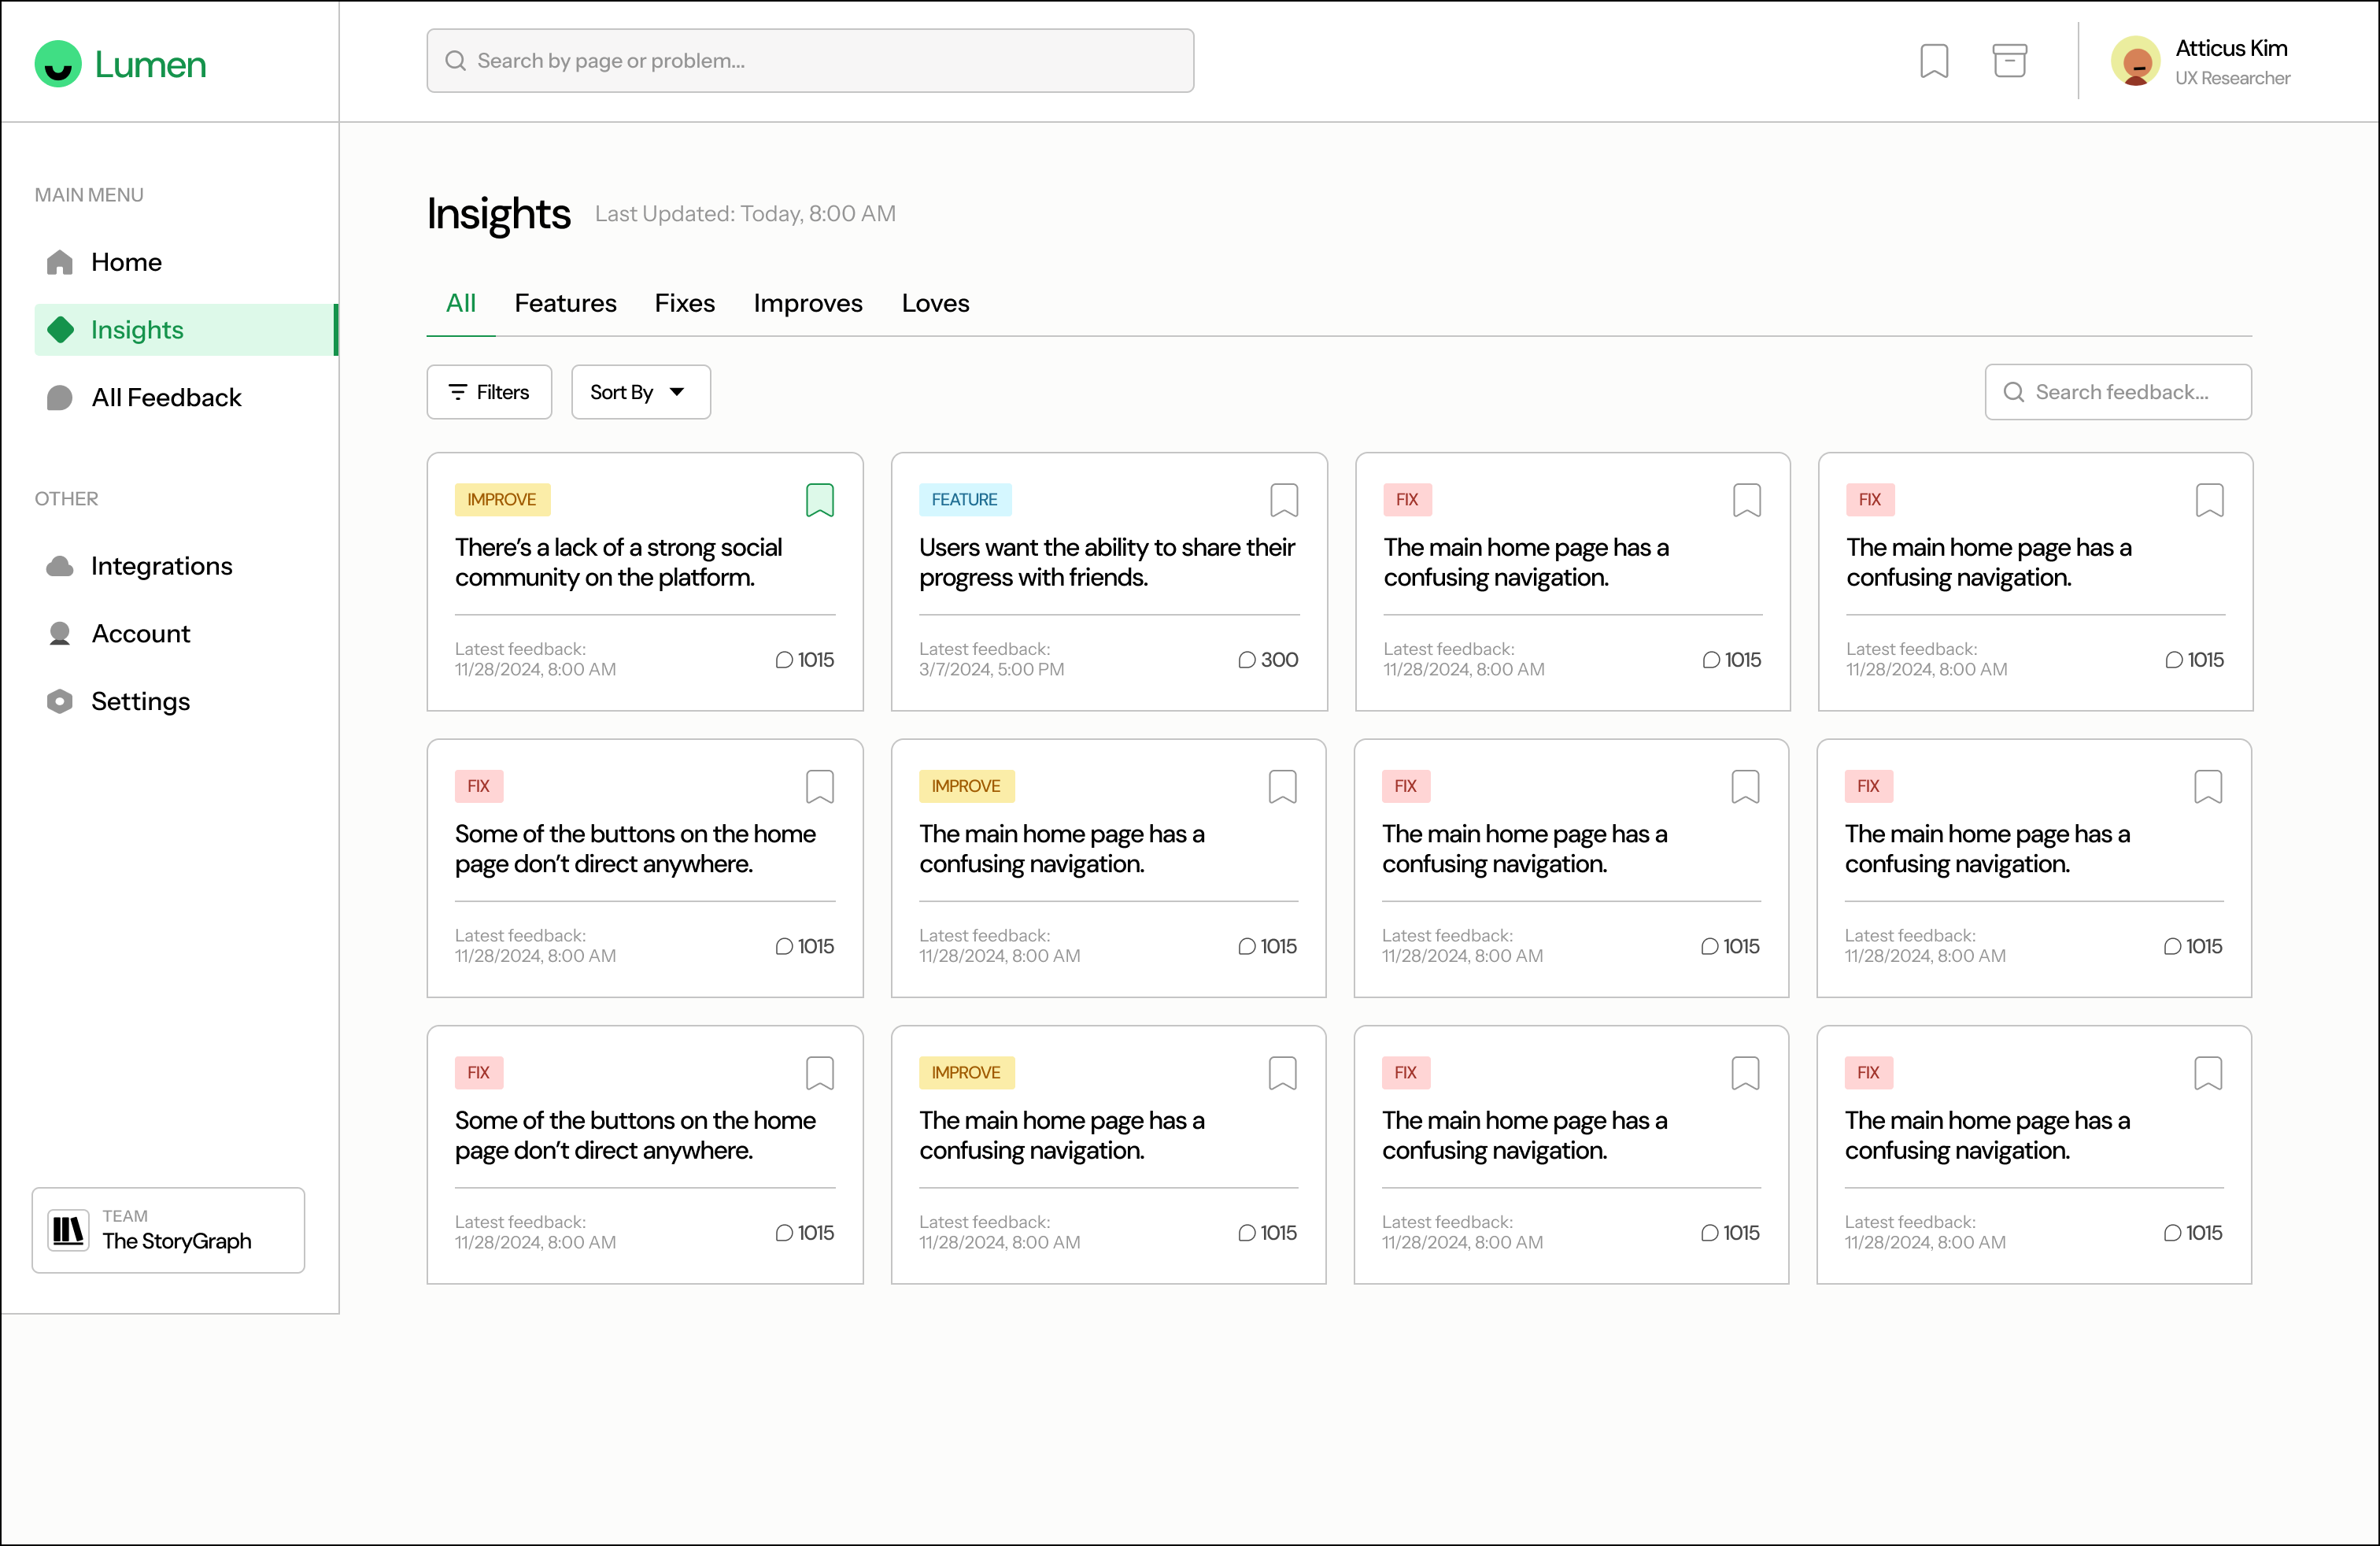 Lumen
Search by page or problem...
Atticus Kim
UX Researcher
MAIN MENU
Home
Insights
All Feedback
OTHER
Integrations
Account
Settings
TEAM
The StoryGraph
Insights
Last Updated: Today, 8:00 AM
All
Features
Fixes
Improves
Loves
Filters
Sort By
Search feedback...
IMPROVE
There’s a lack of a strong social
community on the platform.
Latest feedback:
11/28/2024, 8:00 AM
1015
FEATURE
Users want the ability to share their
progress with friends.
Latest feedback:
3/7/2024, 5:00 PM
300
FIX
The main home page has a
confusing navigation.
Latest feedback:
11/28/2024, 8:00 AM
1015
FIX
The main home page has a
confusing navigation.
Latest feedback:
11/28/2024, 8:00 AM
1015
FIX
Some of the buttons on the home
page don’t direct anywhere.
Latest feedback:
11/28/2024, 8:00 AM
1015
IMPROVE
The main home page has a
confusing navigation.
Latest feedback:
11/28/2024, 8:00 AM
1015
FIX
The main home page has a
confusing navigation.
Latest feedback:
11/28/2024, 8:00 AM
1015
FIX
The main home page has a
confusing navigation.
Latest feedback:
11/28/2024, 8:00 AM
1015
FIX
Some of the buttons on the home
page don’t direct anywhere.
Latest feedback:
11/28/2024, 8:00 AM
1015
IMPROVE
The main home page has a
confusing navigation.
Latest feedback:
11/28/2024, 8:00 AM
1015
FIX
The main home page has a
confusing navigation.
Latest feedback:
11/28/2024, 8:00 AM
1015
FIX
The main home page has a
confusing navigation.
Latest feedback:
11/28/2024, 8:00 AM
1015